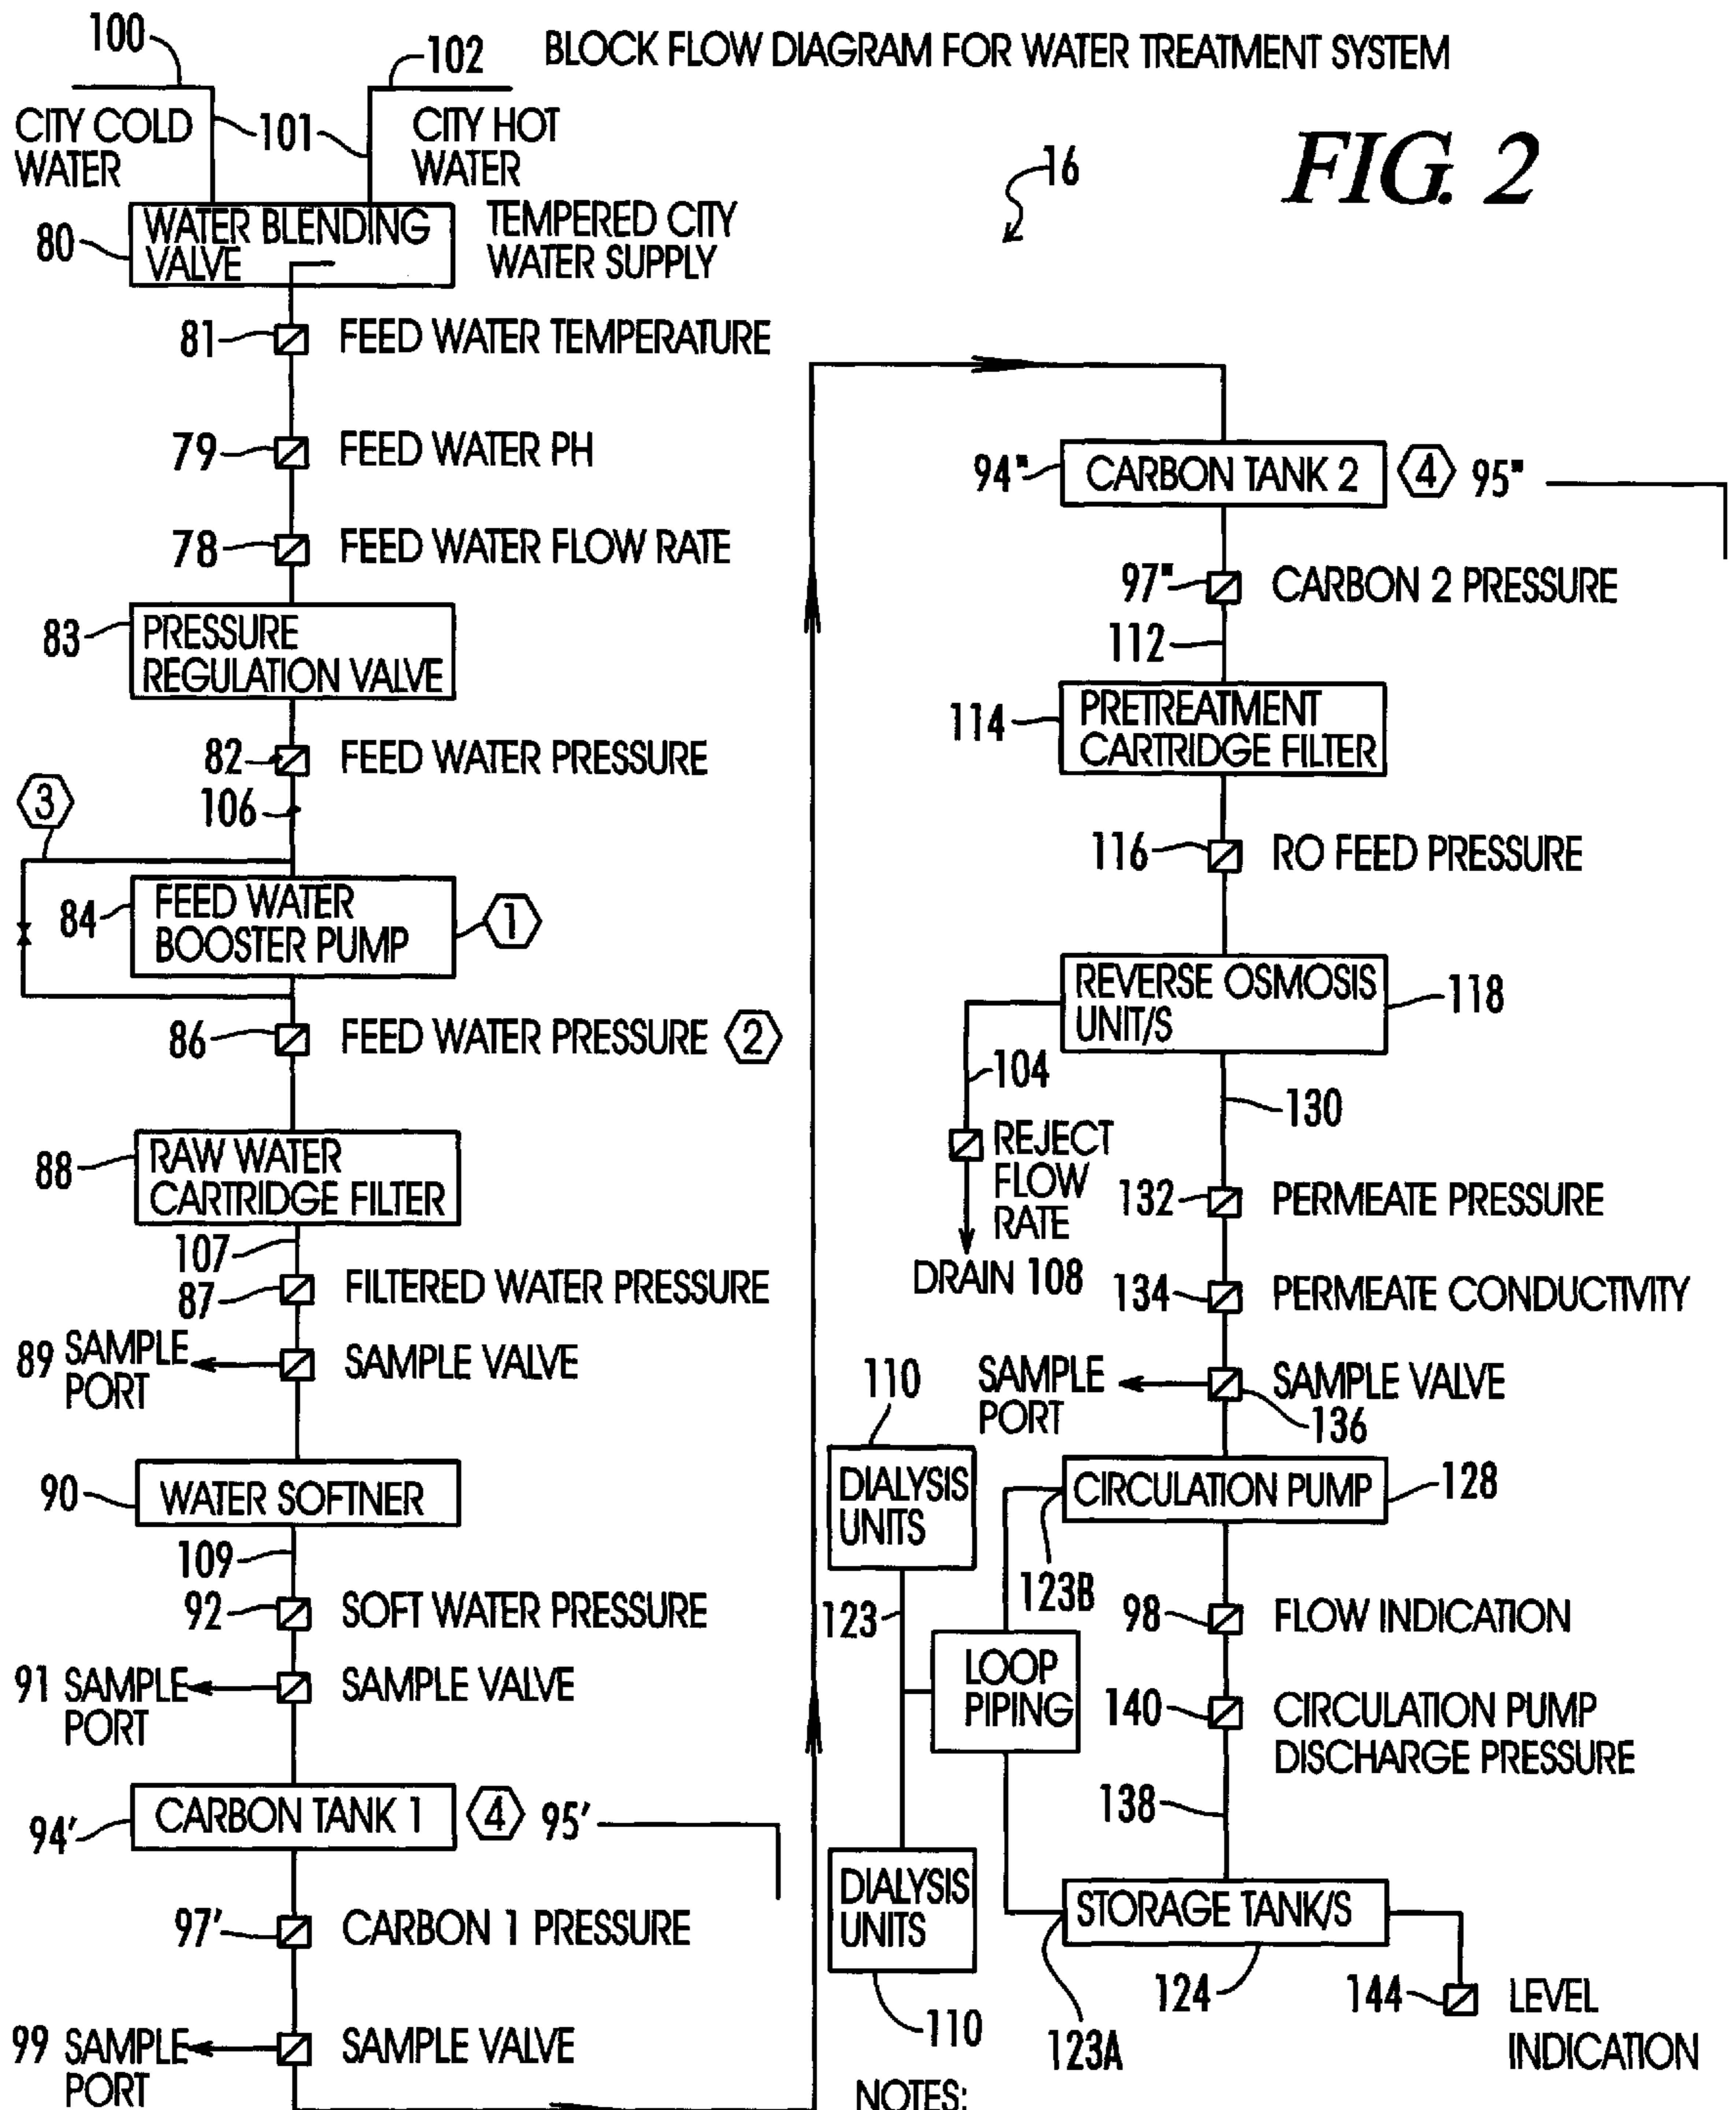 BLOCK FLOW DIAGRAM FOR WATER TREATMENT SYSTEM
FIG. 2
16
100
102
CITY COLD
WATER
101
CITY HOT
WATER
80
WATER BLENDING
VALVE
TEMPERED CITY
WATER SUPPLY
81
FEED WATER TEMPERATURE
79
FEED WATER PH
78
FEED WATER FLOW RATE
83
PRESSURE
REGULATION VALVE
82
FEED WATER PRESSURE
106
3
84
FEED WATER
BOOSTER PUMP
1
86
FEED WATER PRESSURE
2
88
RAW WATER
CARTRIDGE FILTER
107
87
FILTERED WATER PRESSURE
89 SAMPLE
PORT
SAMPLE VALVE
90
WATER SOFTNER
109
92
SOFT WATER PRESSURE
91 SAMPLE
PORT
SAMPLE VALVE
94'
CARBON TANK 1
4
95'
97'
CARBON 1 PRESSURE
99 SAMPLE
PORT
SAMPLE VALVE
94"
CARBON TANK 2
4
95"
97"
CARBON 2 PRESSURE
112
114
PRETREATMENT
CARTRIDGE FILTER
116
RO FEED PRESSURE
REVERSE OSMOSIS
UNIT/S
118
104
130
REJECT
FLOW
RATE
DRAIN 108
132
PERMEATE PRESSURE
134
PERMEATE CONDUCTIVITY
SAMPLE
PORT
SAMPLE VALVE
136
110
DIALYSIS
UNITS
CIRCULATION PUMP
128
123B
123
98
FLOW INDICATION
LOOP
PIPING
140
CIRCULATION PUMP
DISCHARGE PRESSURE
138
DIALYSIS
UNITS
110
STORAGE TANK/S
124
123A
144
LEVEL
INDICATION
NOTES: